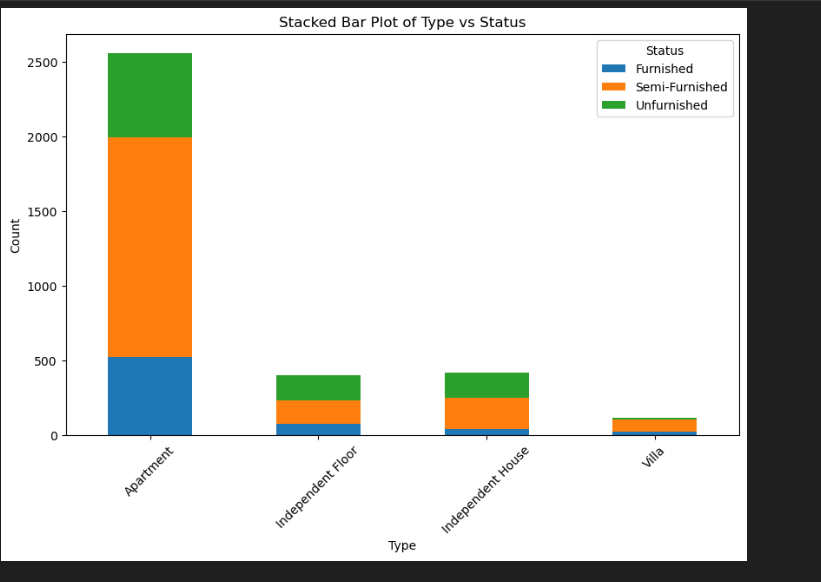 Stacked Bar Plot of Type vs Status
Status
Furnished
Semi-Furnished
Unfurnished
2500
2000
1500
1000
500
0
Count
Apartment
Independent Floor
Independent House
Villa
Type